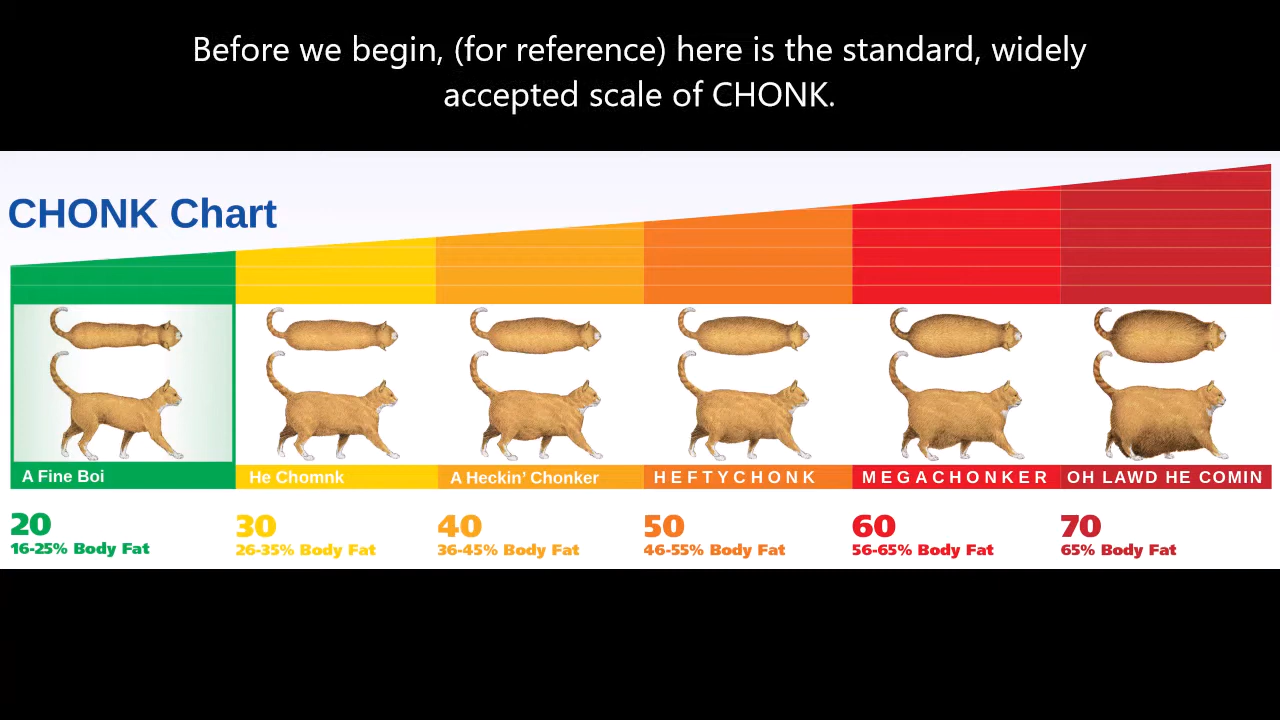 Before we begin, (for reference) here is the standard, widely
accepted scale of CHONK.
CHONK Chart
A Fine Boi
He Chomnk
A Heckin' Chonker
HEFTYCHONK
MEGACHONKER
OH LAWD HE COMIN
20
16-25% Body Fat
30
26-35% Body Fat
40
36-45% Body Fat
50
46-55% Body Fat
60
56-65% Body Fat
70
65% Body Fat